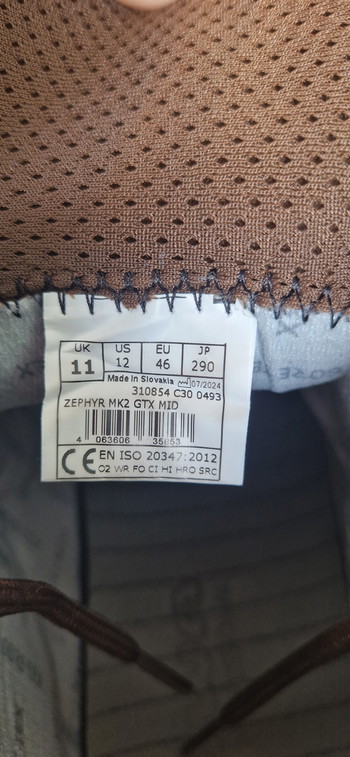 UK US EU JP
11 12 46 290
Made in Slovakia 07/2024
310854 C30 0493
ZEPHYR MK2 GTX MID
4 063606 35853
CE EN ISO 20347:2012
O2 WR FO CI HI HRO SRC